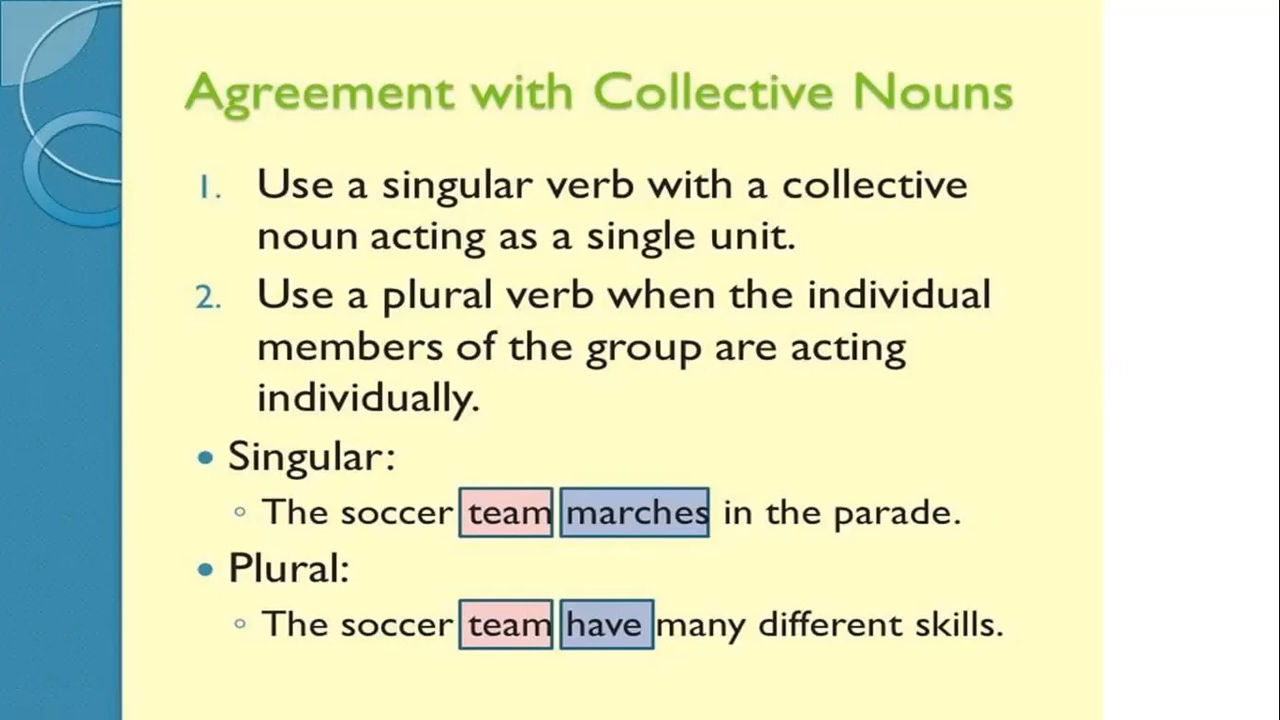 Agreement with Collective Nouns
1. Use a singular verb with a collective
noun acting as a single unit.
2. Use a plural verb when the individual
members of the group are acting
individually.
• Singular:
◦ The soccer team marches in the parade.
• Plural:
◦ The soccer team have many different skills.